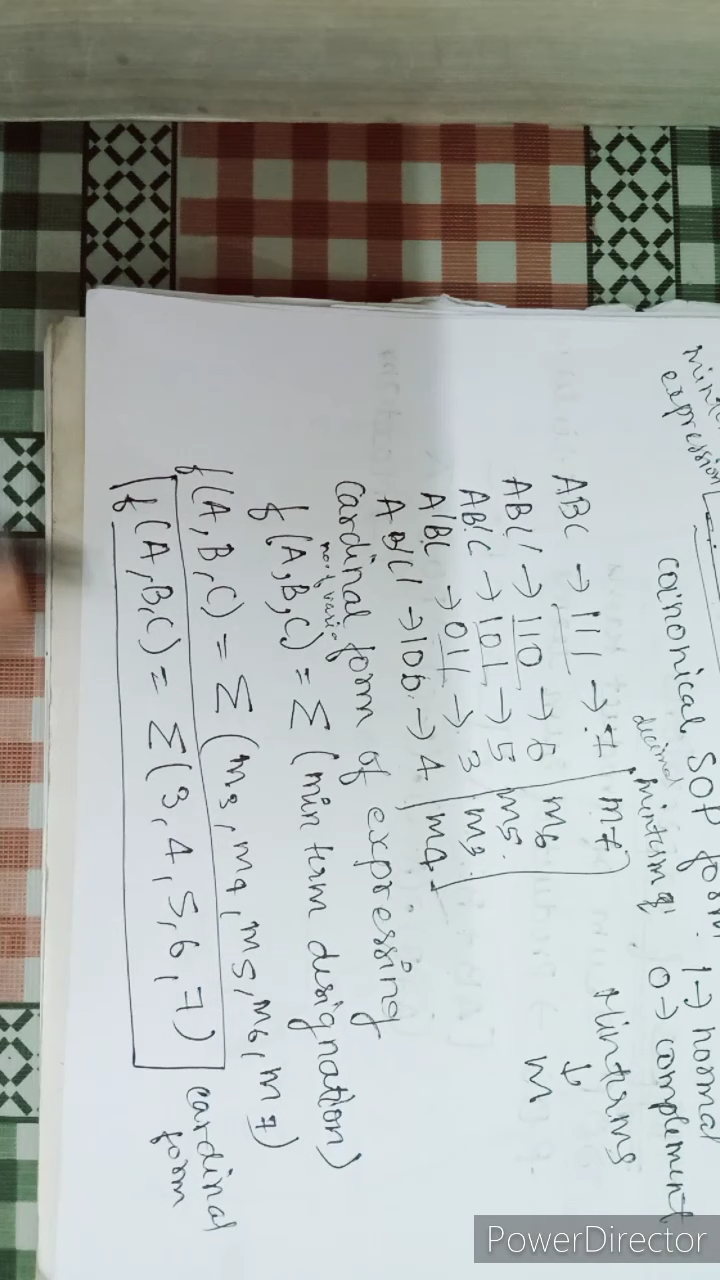 expression
canonical SOP form. 1→ normal
0→ complement
decimal
minterm
Minterms
↓
m
ABC → 111 → 7 m7
ABC' → 110 → 6 m6
AB'C → 101 → 5 m5.
A'BC → 011 → 3 m3.
AB'C' → 100. → 4 m4
Cardinal form of expressing
f(A,B,C) = Σ (min term designation)
f(A,B,C) = Σ (m3, m4, m5, m6, m7)
f(A,B,C) = Σ(3,4,5,6,7) cardinal
form
PowerDirector